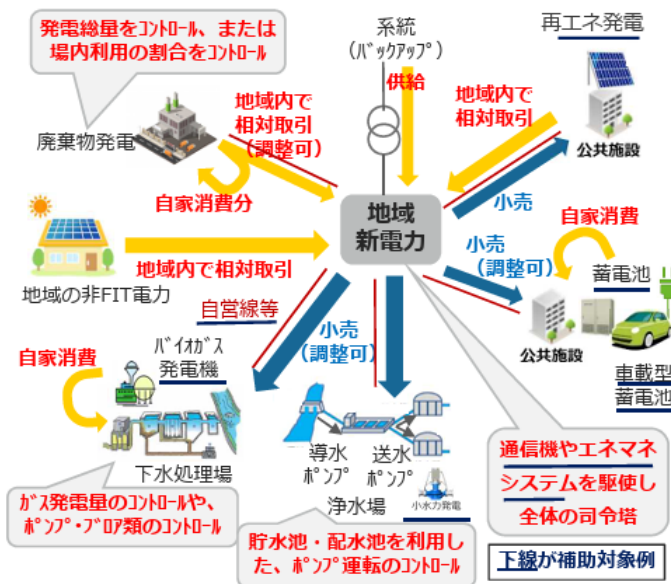 発電総量をｺﾝﾄﾛｰﾙ、または
場内利用の割合をｺﾝﾄﾛｰﾙ
系統
（ﾊﾞｯｸｱｯﾌﾟ）
供給
再エネ発電
廃棄物発電
地域内で
相対取引
（調整可）
自家消費分
地域内で
相対取引
公共施設
小売
地域
新電力
地域内で相対取引
地域の非FIT電力
小売
（調整可）
自家消費
蓄電池
公共施設
車載型
蓄電池
自営線等
小売
（調整可）
自家消費
ﾊﾞｲｵｶﾞｽ
発電機
下水処理場
導水
ﾎﾟﾝﾌﾟ
送水
ﾎﾟﾝﾌﾟ
浄水場
小水力発電
ｶﾞｽ発電量のｺﾝﾄﾛｰﾙや、
ﾎﾟﾝﾌﾟ・ﾌﾞﾛｱ類のｺﾝﾄﾛｰﾙ
貯水池・配水池を利用し
た、ﾎﾟﾝﾌﾟ運転のｺﾝﾄﾛｰﾙ
通信機やエネマネ
システムを駆使し
全体の司令塔
下線が補助対象例